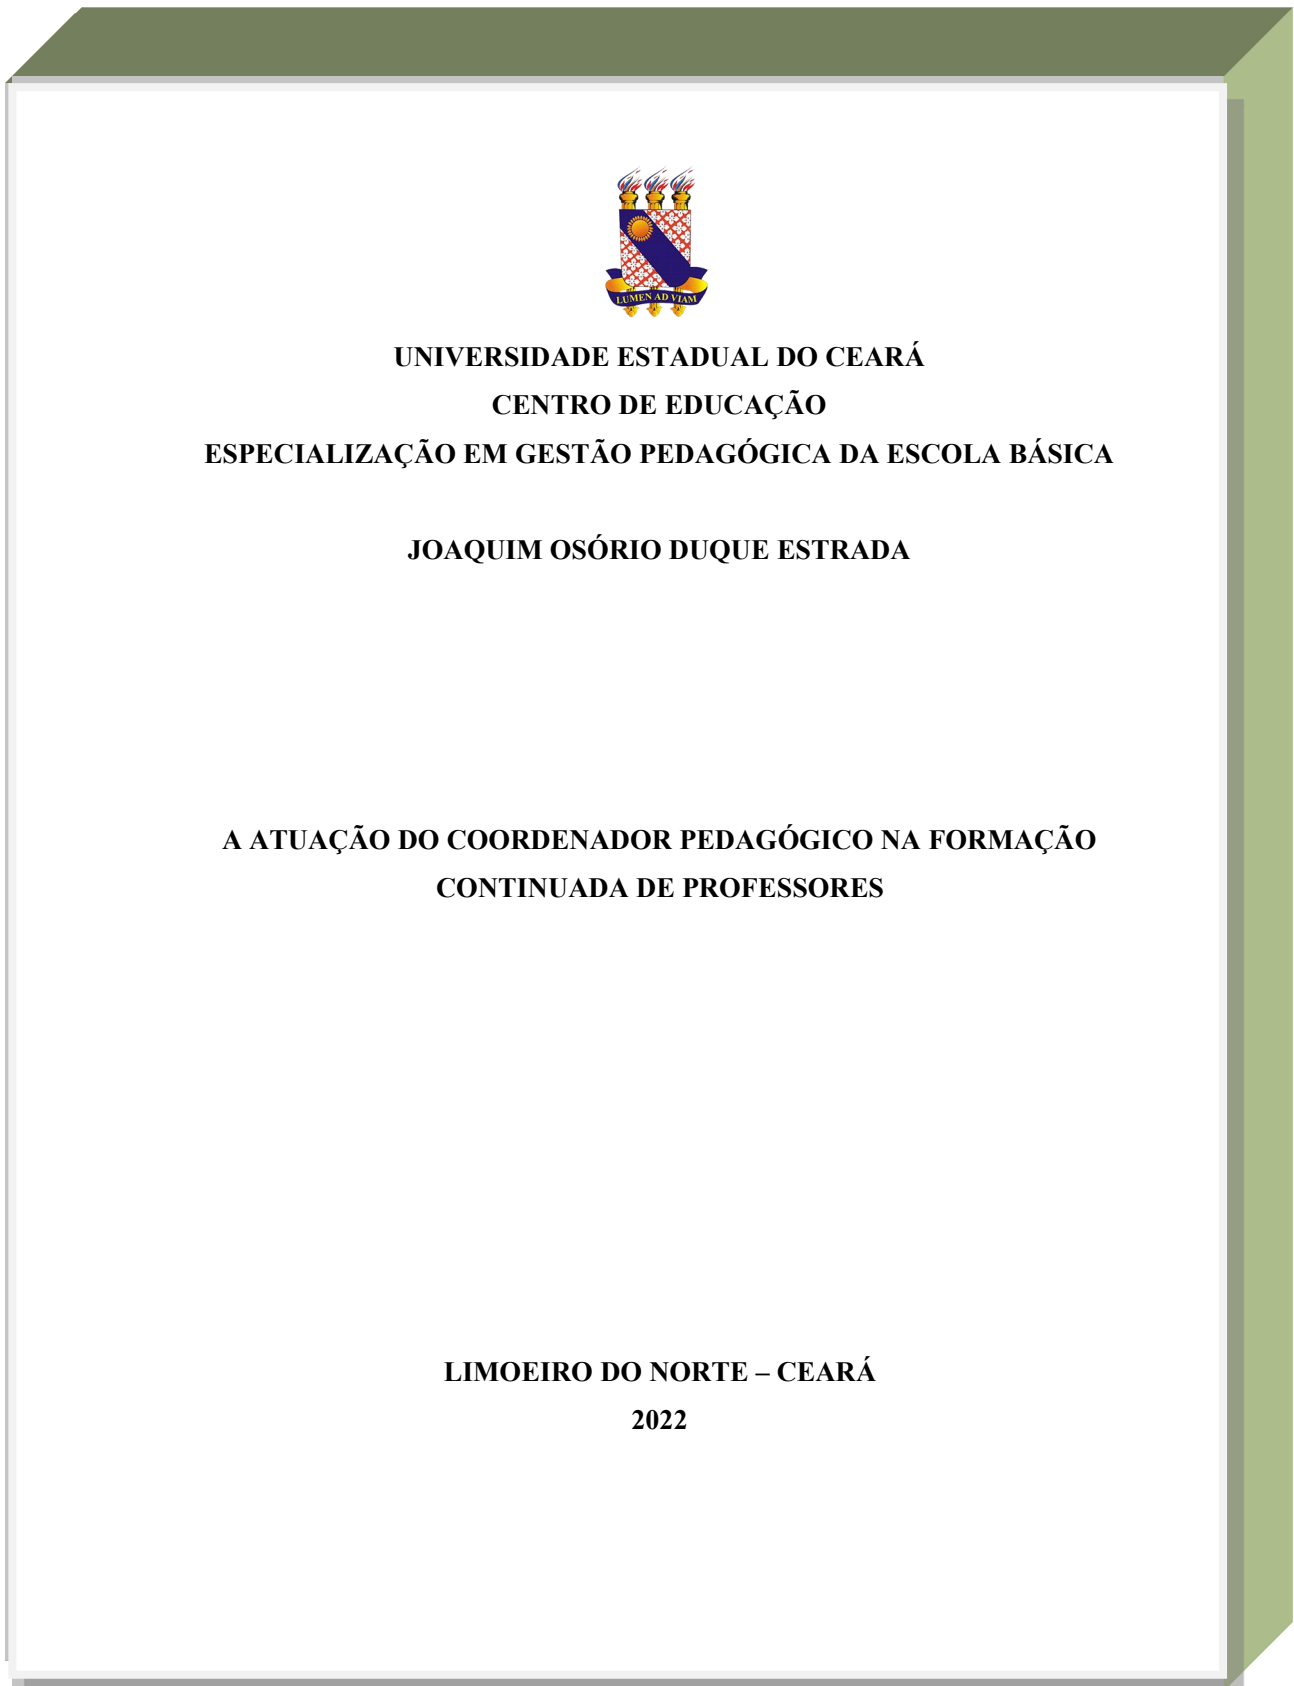 LUMEN AD VIAM
UNIVERSIDADE ESTADUAL DO CEARÁ
CENTRO DE EDUCAÇÃO
ESPECIALIZAÇÃO EM GESTÃO PEDAGÓGICA DA ESCOLA BÁSICA
JOAQUIM OSÓRIO DUQUE ESTRADA
A ATUAÇÃO DO COORDENADOR PEDAGÓGICO NA FORMAÇÃO
CONTINUADA DE PROFESSORES
LIMOEIRO DO NORTE – CEARÁ
2022